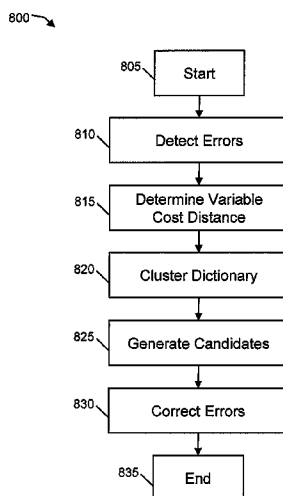 800
805
Start
810
Detect Errors
815
Determine Variable
Cost Distance
820
Cluster Dictionary
825
Generate Candidates
830
Correct Errors
835
End